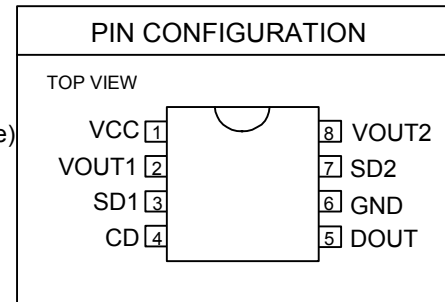 PIN CONFIGURATION
TOP VIEW
e)
VCC 1 8 VOUT2
VOUT1 2 7 SD2
SD1 3 6 GND
CD 4 5 DOUT